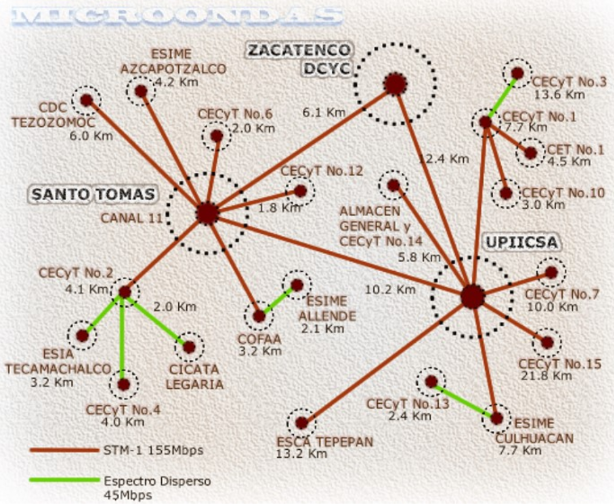 MICROONDAS
ZACATENCO
DCYC
ESIME
AZCAPOTZALCO
4.2 Km
CDC
TEZOZOMOC
6.0 Km
CECyT No.6
2.0 Km
6.1 Km
CECyT No.3
13.6 Km
CECyT No.1
7.7 Km
CET No.1
4.5 Km
12.4 Km
CECyT No.12
1.8 Km
CECyT No.10
3.0 Km
SANTO TOMAS
CANAL 11
ALMACEN
GENERAL y
CECyT No.14
5.8 Km
UPIICSA
CECyT No.2
4.1 Km
2.0 Km
10.2 Km
CECyT No.7
10.0 Km
ESIME
ALLENDE
2.1 Km
COFAA
3.2 Km
ESIA
TECAMACHALCO
3.2 Km
CICATA
LEGARIA
CECyT No.15
21.8 Km
CECyT No.4
4.0 Km
CECyT No.13
2.4 Km
ESIME
CULHUACAN
7.7 Km
ESCA TEPEPAN
13.2 Km
STM-1 155Mbps
Espectro Disperso
45Mbps